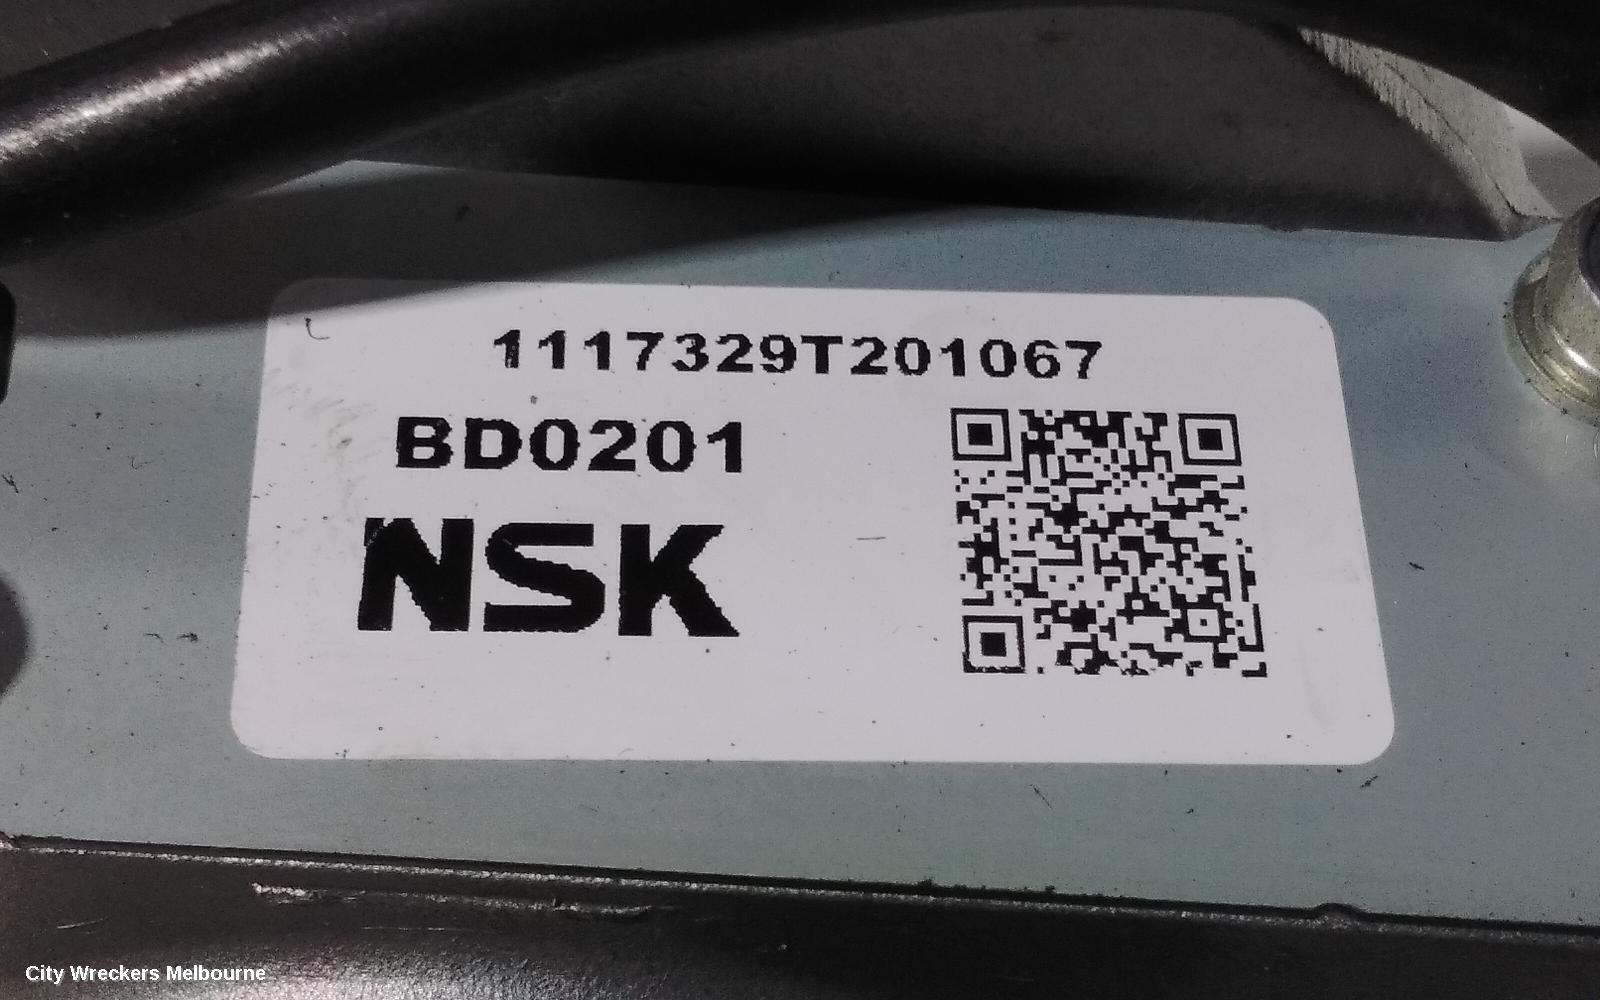 1117329T201067
BD0201
NSK
City Wreckers Melbourne